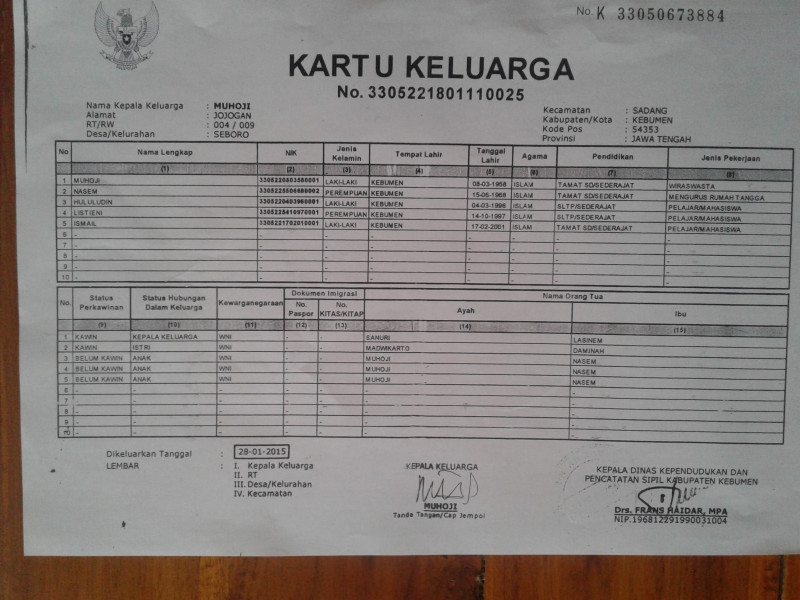 No. K 33050673884
KARTU KELUARGA
No. 3305221801110025
Nama Kepala Keluarga : MUHOJI
Alamat : JOJOGAN
RT/RW : 004 / 009
Desa/Kelurahan : SEBORO
Kecamatan : SADANG
Kabupaten/Kota : KEBUMEN
Kode Pos : 54353
Provinsi : JAWA TENGAH
No Nama Lengkap NIK Jenis Kelamin Tempat Lahir Tanggal Lahir Agama Pendidikan Jenis Pekerjaan
(1) (2) (3) (4) (5) (6) (7) (8)
1 MUHOJI LAKI-LAKI KEBUMEN 08-03-1968 ISLAM TAMAT SD/SEDERAJAT WIRASWASTA
2 NASEM PEREMPUAN KEBUMEN 15-06-1968 ISLAM TAMAT SD/SEDERAJAT MENGURUS RUMAH TANGGA
3 HULULUDIN LAKI-LAKI KEBUMEN 04-03-1996 ISLAM SLTP/SEDERAJAT PELAJAR/MAHASISWA
4 LISTIENI PEREMPUAN KEBUMEN 14-10-1997 ISLAM SLTP/SEDERAJAT PELAJAR/MAHASISWA
5 ISMAIL LAKI-LAKI KEBUMEN 17-02-2001 ISLAM TAMAT SD/SEDERAJAT PELAJAR/MAHASISWA
6 - - - - - - - -
7 - - - - - - - -
8 - - - - - - - -
9 - - - - - - - -
10 - - - - - - - -
No. Status Perkawinan Status Hubungan Dalam Keluarga Kewarganegaraan Dokumen Imigrasi Nama Orang Tua
No. Paspor No. KITAS/KITAP Ayah Ibu
(9) (10) (11) (12) (13) (14) (15)
1 KAWIN KEPALA KELUARGA WNI - - SANURI LASINEM
2 KAWIN ISTRI WNI - - MADWIKARTO DAMINAH
3 BELUM KAWIN ANAK WNI - - MUHOJI NASEM
4 BELUM KAWIN ANAK WNI - - MUHOJI NASEM
5 BELUM KAWIN ANAK WNI - - MUHOJI NASEM
6 - - - - - - -
7 - - - - - - -
8 - - - - - - -
9 - - - - - - -
10 - - - - - - -
Dikeluarkan Tanggal : 28-01-2015
LEMBAR : I. Kepala Keluarga
II. RT
III. Desa/Kelurahan
IV. Kecamatan
KEPALA KELUARGA
MUHOJI
Tanda Tangan/Cap Jempol
KEPALA DINAS KEPENDUDUKAN DAN
PENCATATAN SIPIL KABUPATEN KEBUMEN
Drs. FRANS HAIDAR, MPA
NIP.196812291990031004